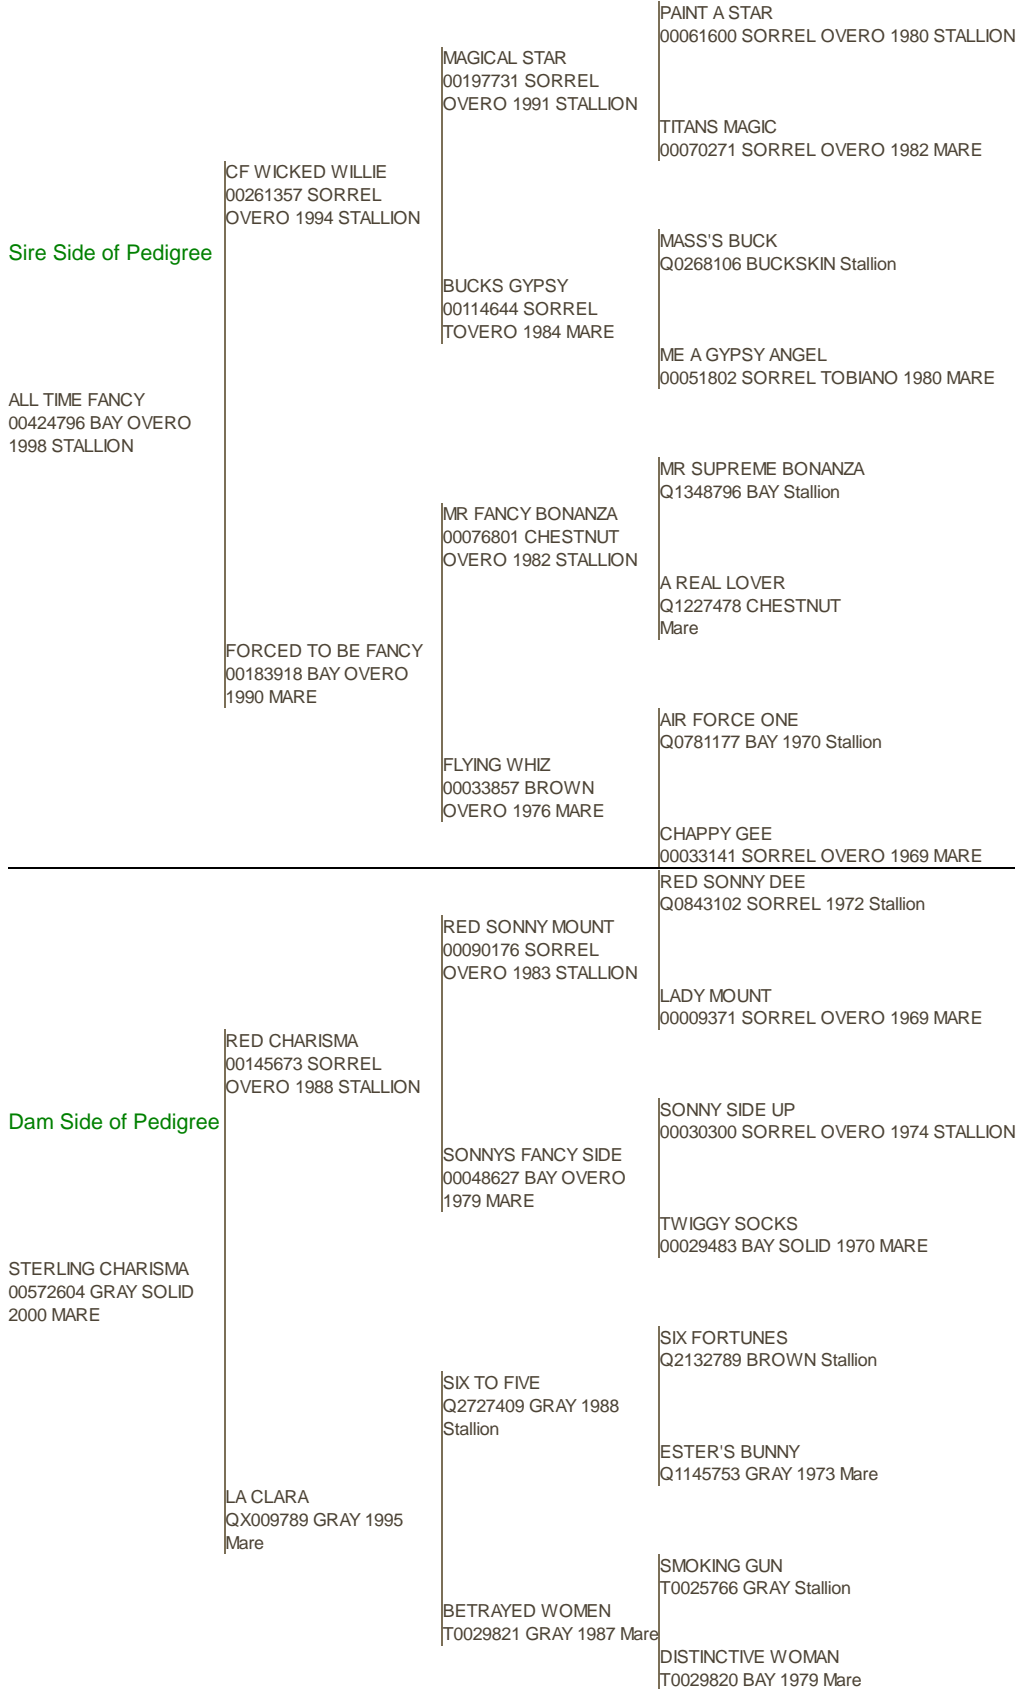 PAINT A STAR
00061600 SORREL OVERO 1980 STALLION
MAGICAL STAR
00197731 SORREL
OVERO 1991 STALLION
TITANS MAGIC
00070271 SORREL OVERO 1982 MARE
CF WICKED WILLIE
00261357 SORREL
OVERO 1994 STALLION
Sire Side of Pedigree
MASS'S BUCK
Q0268106 BUCKSKIN Stallion
BUCKS GYPSY
00114644 SORREL
TOVERO 1984 MARE
ME A GYPSY ANGEL
00051802 SORREL TOBIANO 1980 MARE
ALL TIME FANCY
00424796 BAY OVERO
1998 STALLION
MR SUPREME BONANZA
Q1348796 BAY Stallion
MR FANCY BONANZA
00076801 CHESTNUT
OVERO 1982 STALLION
A REAL LOVER
Q1227478 CHESTNUT
Mare
FORCED TO BE FANCY
00183918 BAY OVERO
1990 MARE
AIR FORCE ONE
Q0781177 BAY 1970 Stallion
FLYING WHIZ
00033857 BROWN
OVERO 1976 MARE
CHAPPY GEE
00033141 SORREL OVERO 1969 MARE
RED SONNY DEE
Q0843102 SORREL 1972 Stallion
RED SONNY MOUNT
00090176 SORREL
OVERO 1983 STALLION
LADY MOUNT
00009371 SORREL OVERO 1969 MARE
RED CHARISMA
00145673 SORREL
OVERO 1988 STALLION
Dam Side of Pedigree
SONNY SIDE UP
00030300 SORREL OVERO 1974 STALLION
SONNYS FANCY SIDE
00048627 BAY OVERO
1979 MARE
TWIGGY SOCKS
00029483 BAY SOLID 1970 MARE
STERLING CHARISMA
00572604 GRAY SOLID
2000 MARE
SIX FORTUNES
Q2132789 BROWN Stallion
SIX TO FIVE
Q2727409 GRAY 1988
Stallion
ESTER'S BUNNY
Q1145753 GRAY 1973 Mare
LA CLARA
QX009789 GRAY 1995
Mare
SMOKING GUN
T0025766 GRAY Stallion
BETRAYED WOMEN
T0029821 GRAY 1987 Mare
DISTINCTIVE WOMAN
T0029820 BAY 1979 Mare